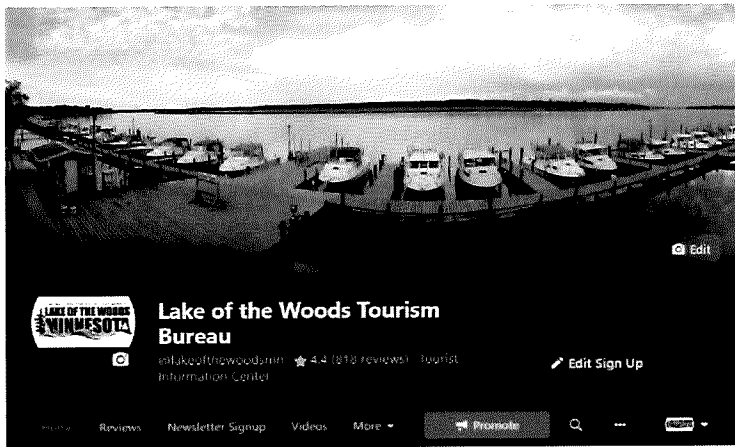 Edit
LAKE OF THE WOODS
MINNESOTA
Lake of the Woods Tourism
Bureau
@lakeofthewoodsmn 4.4 (818 reviews) · Tourist
Information Center
Edit Sign Up
Home Reviews Newsletter Signup Videos More Promote ...